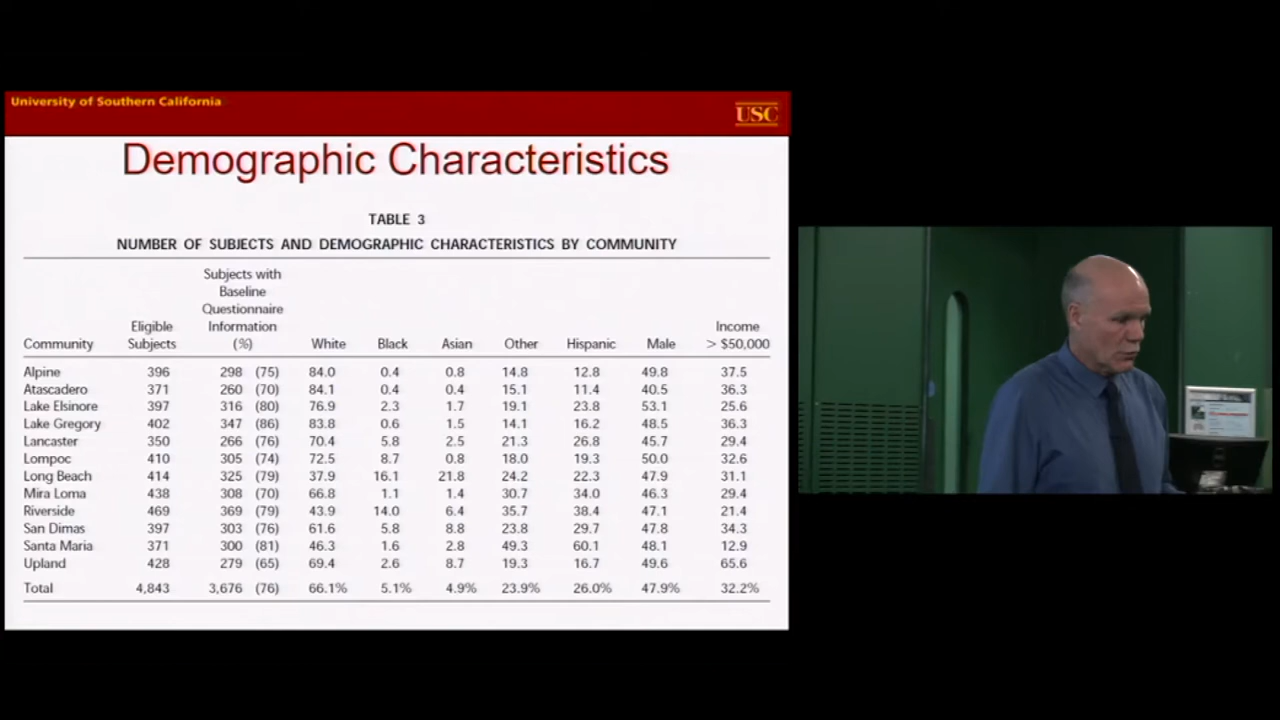 University of Southern California
USC
Demographic Characteristics
TABLE 3
NUMBER OF SUBJECTS AND DEMOGRAPHIC CHARACTERISTICS BY COMMUNITY
Community Eligible Subjects Subjects with Baseline Questionnaire Information (%) White Black Asian Other Hispanic Male Income > $50,000
Alpine 396 298 (75) 84.0 0.4 0.8 14.8 12.8 49.8 37.5
Atascadero 371 260 (70) 84.1 0.4 0.4 15.1 11.4 40.5 36.3
Lake Elsinore 397 316 (80) 76.9 2.3 1.7 19.1 23.8 53.1 25.6
Lake Gregory 402 347 (86) 83.8 0.6 1.5 14.1 16.2 48.5 36.3
Lancaster 350 266 (76) 70.4 5.8 2.5 21.3 26.8 45.7 29.4
Lompoc 410 305 (74) 72.5 8.7 0.8 18.0 19.3 50.0 32.6
Long Beach 414 325 (79) 37.9 16.1 21.8 24.2 22.3 47.9 31.1
Mira Loma 438 308 (70) 66.8 1.1 1.4 30.7 34.0 46.3 29.4
Riverside 469 369 (79) 43.9 14.0 6.4 35.7 38.4 47.1 21.4
San Dimas 397 303 (76) 61.6 5.8 8.8 23.8 29.7 47.8 34.3
Santa Maria 371 300 (81) 46.3 1.6 2.8 49.3 60.1 48.1 12.9
Upland 428 279 (65) 69.4 2.6 8.7 19.3 16.7 49.6 65.6
Total 4,843 3,676 (76) 66.1% 5.1% 4.9% 23.9% 26.0% 47.9% 32.2%